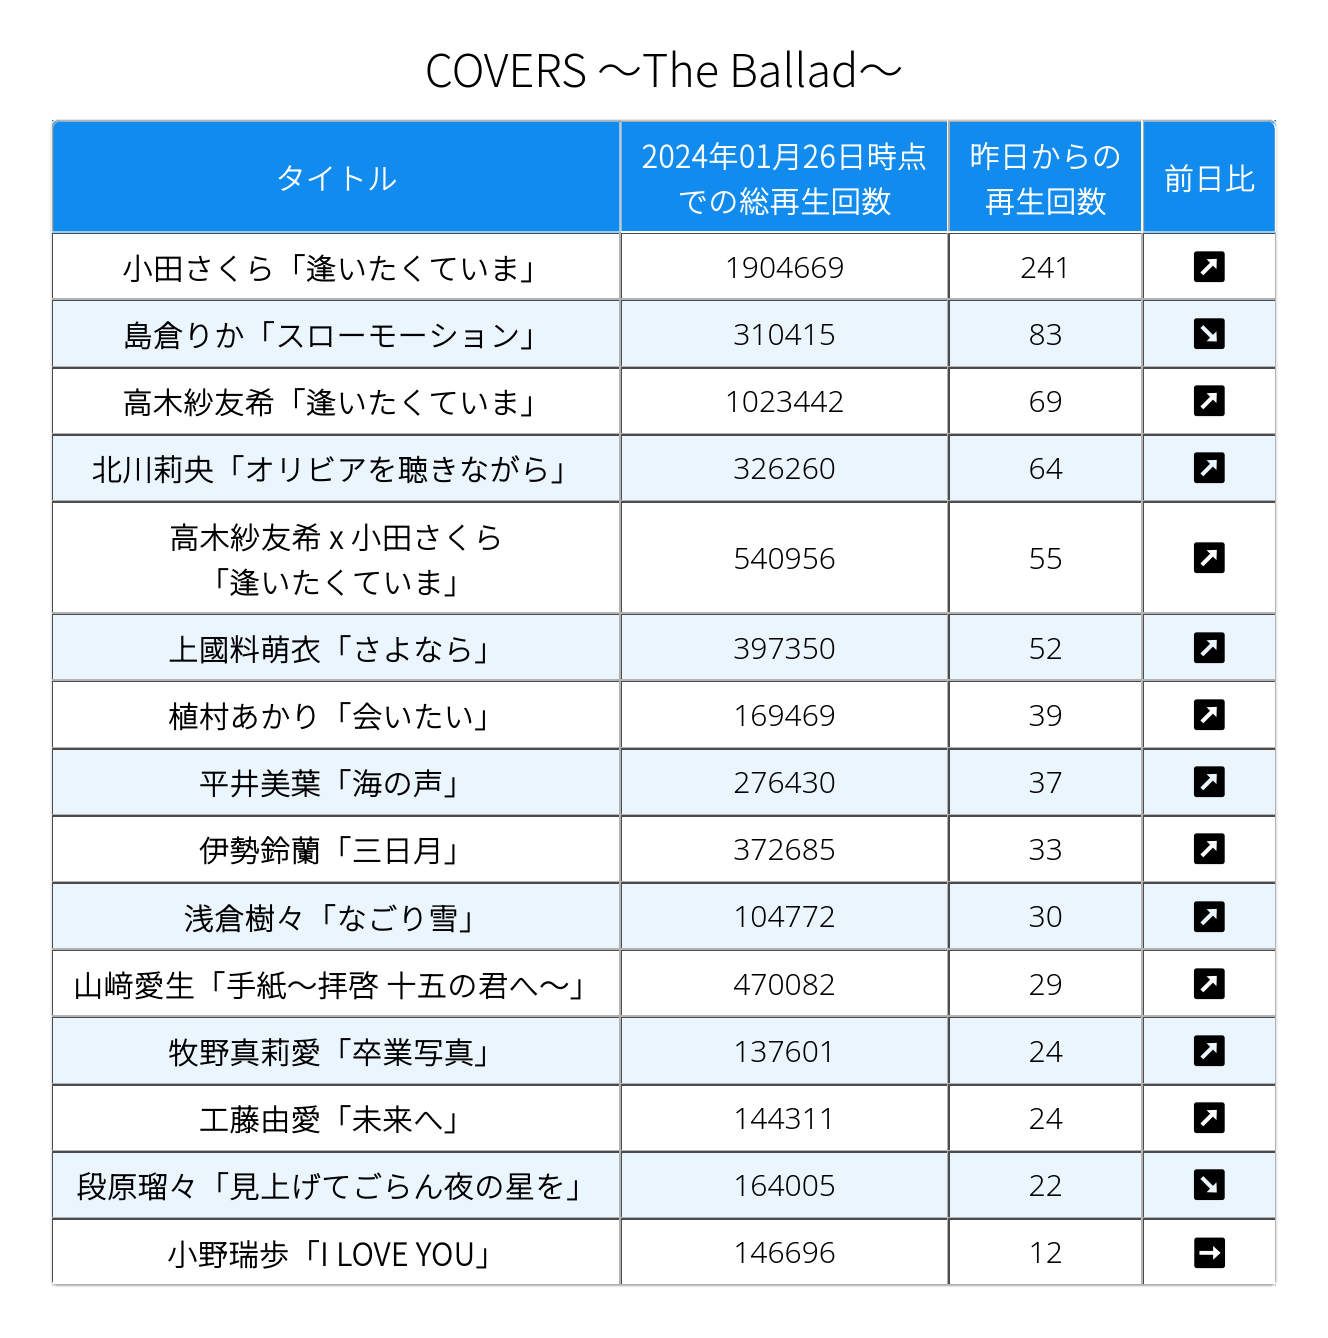 COVERS ～The Ballad～
タイトル
2024年01月26日時点
での総再生回数
昨日からの
再生回数
前日比
小田さくら「逢いたくていま」
1904669
241
島倉りか「スローモーション」
310415
83
高木紗友希「逢いたくていま」
1023442
69
北川莉央「オリビアを聴きながら」
326260
64
高木紗友希 x 小田さくら
「逢いたくていま」
540956
55
上國料萌衣「さよなら」
397350
52
植村あかり「会いたい」
169469
39
平井美葉「海の声」
276430
37
伊勢鈴蘭「三日月」
372685
33
浅倉樹々「なごり雪」
104772
30
山﨑愛生「手紙～拝啓 十五の君へ～」
470082
29
牧野真莉愛「卒業写真」
137601
24
工藤由愛「未来へ」
144311
24
段原瑠々「見上げてごらん夜の星を」
164005
22
小野瑞歩「I LOVE YOU」
146696
12